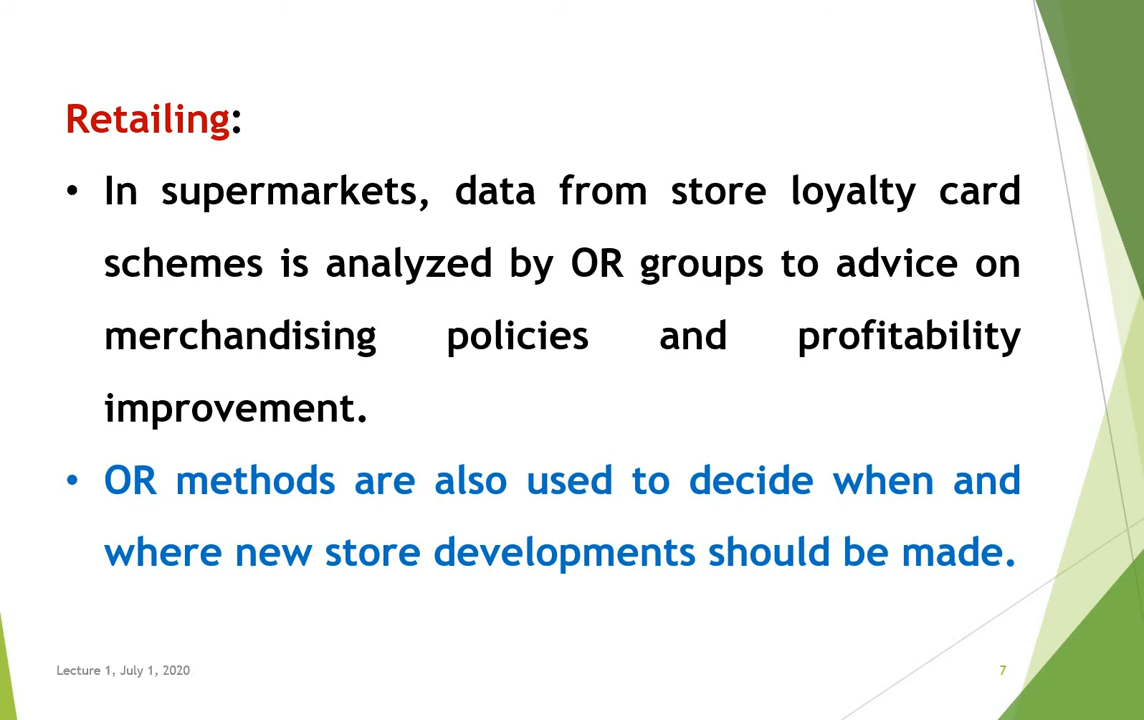 Retailing:
• In supermarkets, data from store loyalty card
schemes is analyzed by OR groups to advice on
merchandising policies and profitability
improvement.
• OR methods are also used to decide when and
where new store developments should be made.
Lecture 1, July 1, 2020
7